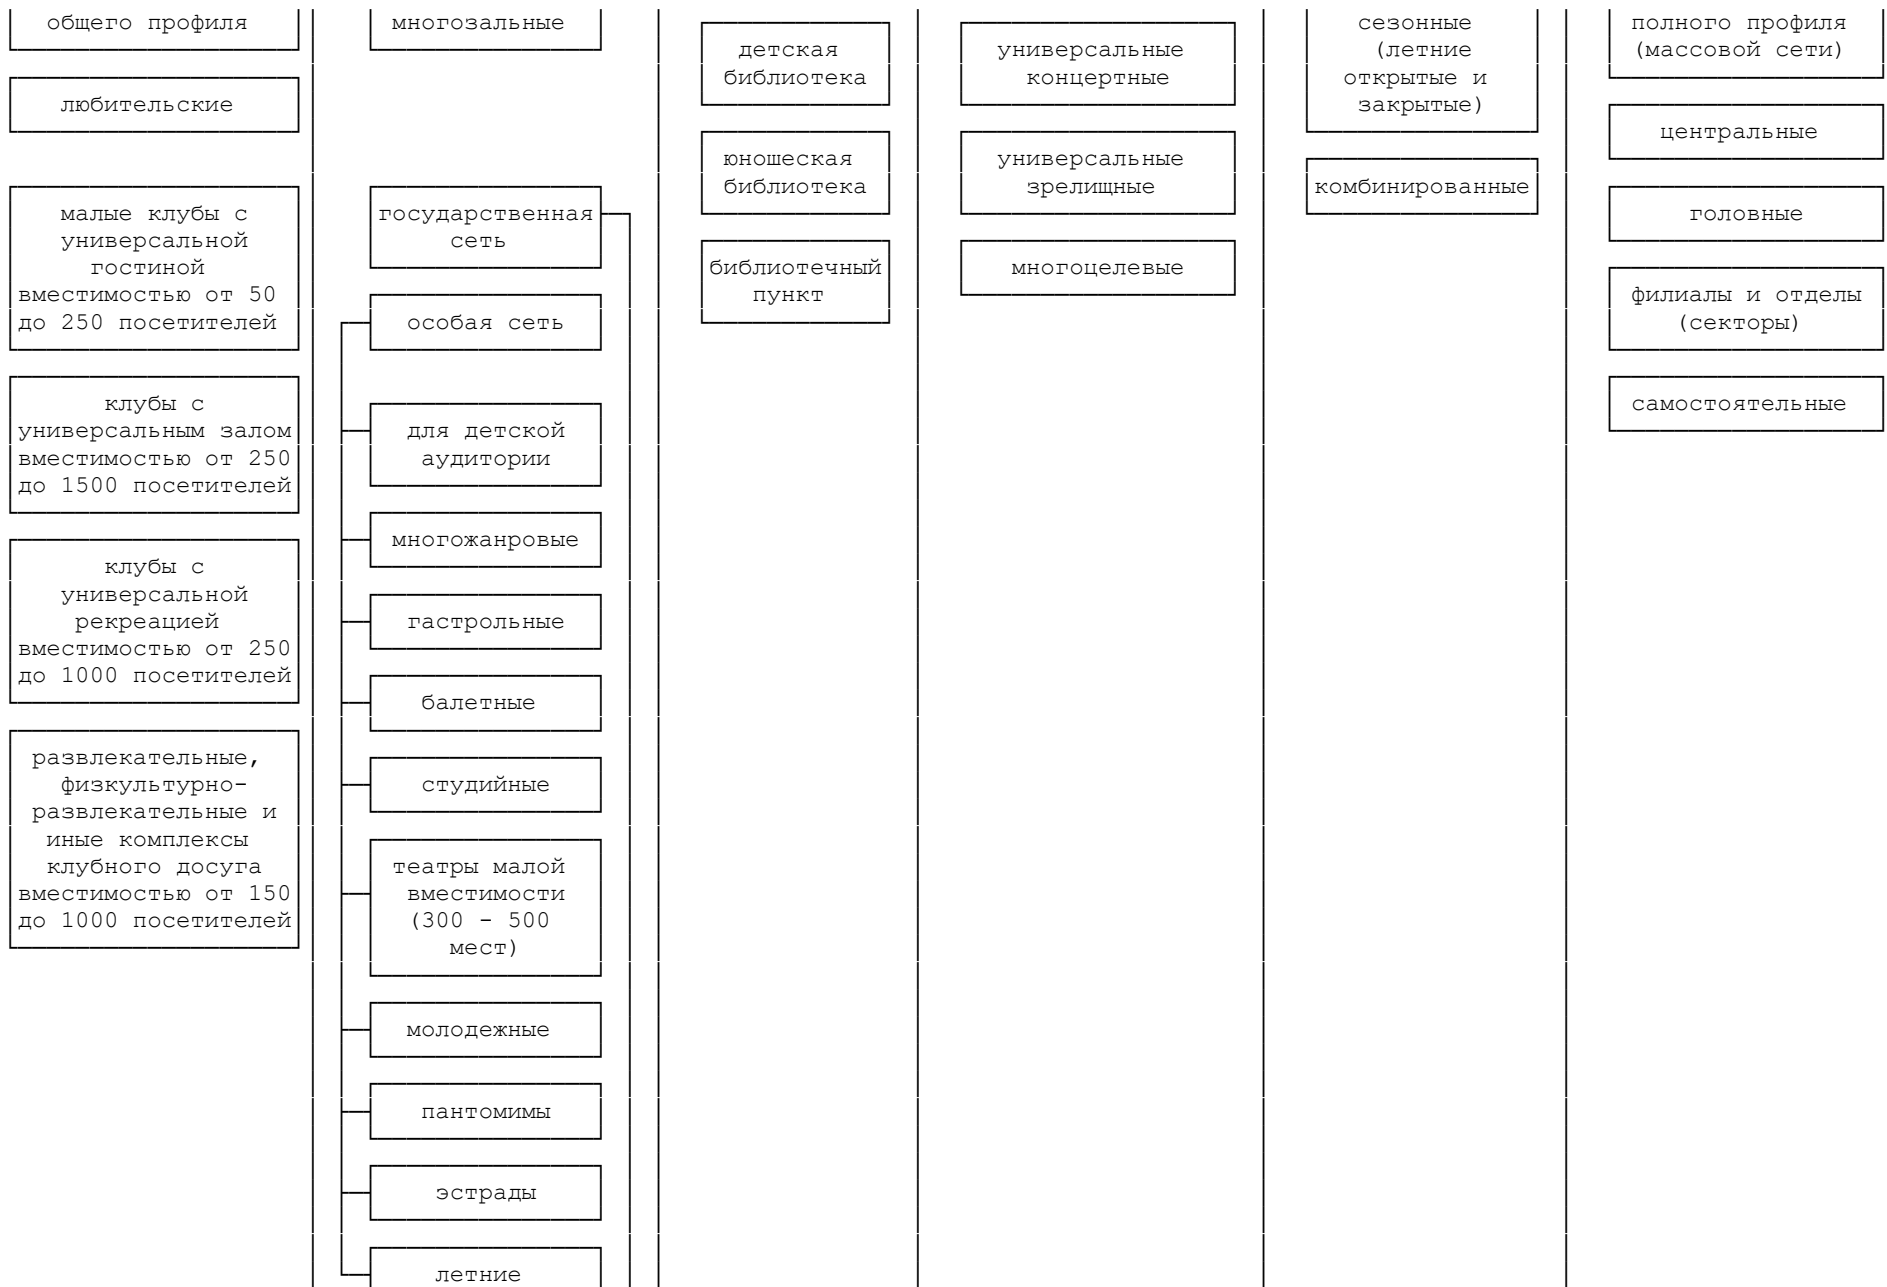 общего профиля
любительские
малые клубы с
универсальной
гостиной
вместимостью от 50
до 250 посетителей
клубы с
универсальным залом
вместимостью от 250
до 1500 посетителей
клубы с
универсальной
рекреацией
вместимостью от 250
до 1000 посетителей
развлекательные,
физкультурно-
развлекательные и
иные комплексы
клубного досуга
вместимостью от 150
до 1000 посетителей
многозальные
государственная
сеть
особая сеть
для детской
аудитории
многожанровые
гастрольные
балетные
студийные
театры малой
вместимости
(300 - 500
мест)
молодежные
пантомимы
эстрады
летние
детская
библиотека
юношеская
библиотека
библиотечный
пункт
универсальные
концертные
универсальные
зрелищные
многоцелевые
сезонные
(летние
открытые и
закрытые)
комбинированные
полного профиля
(массовой сети)
центральные
головные
филиалы и отделы
(секторы)
самостоятельные